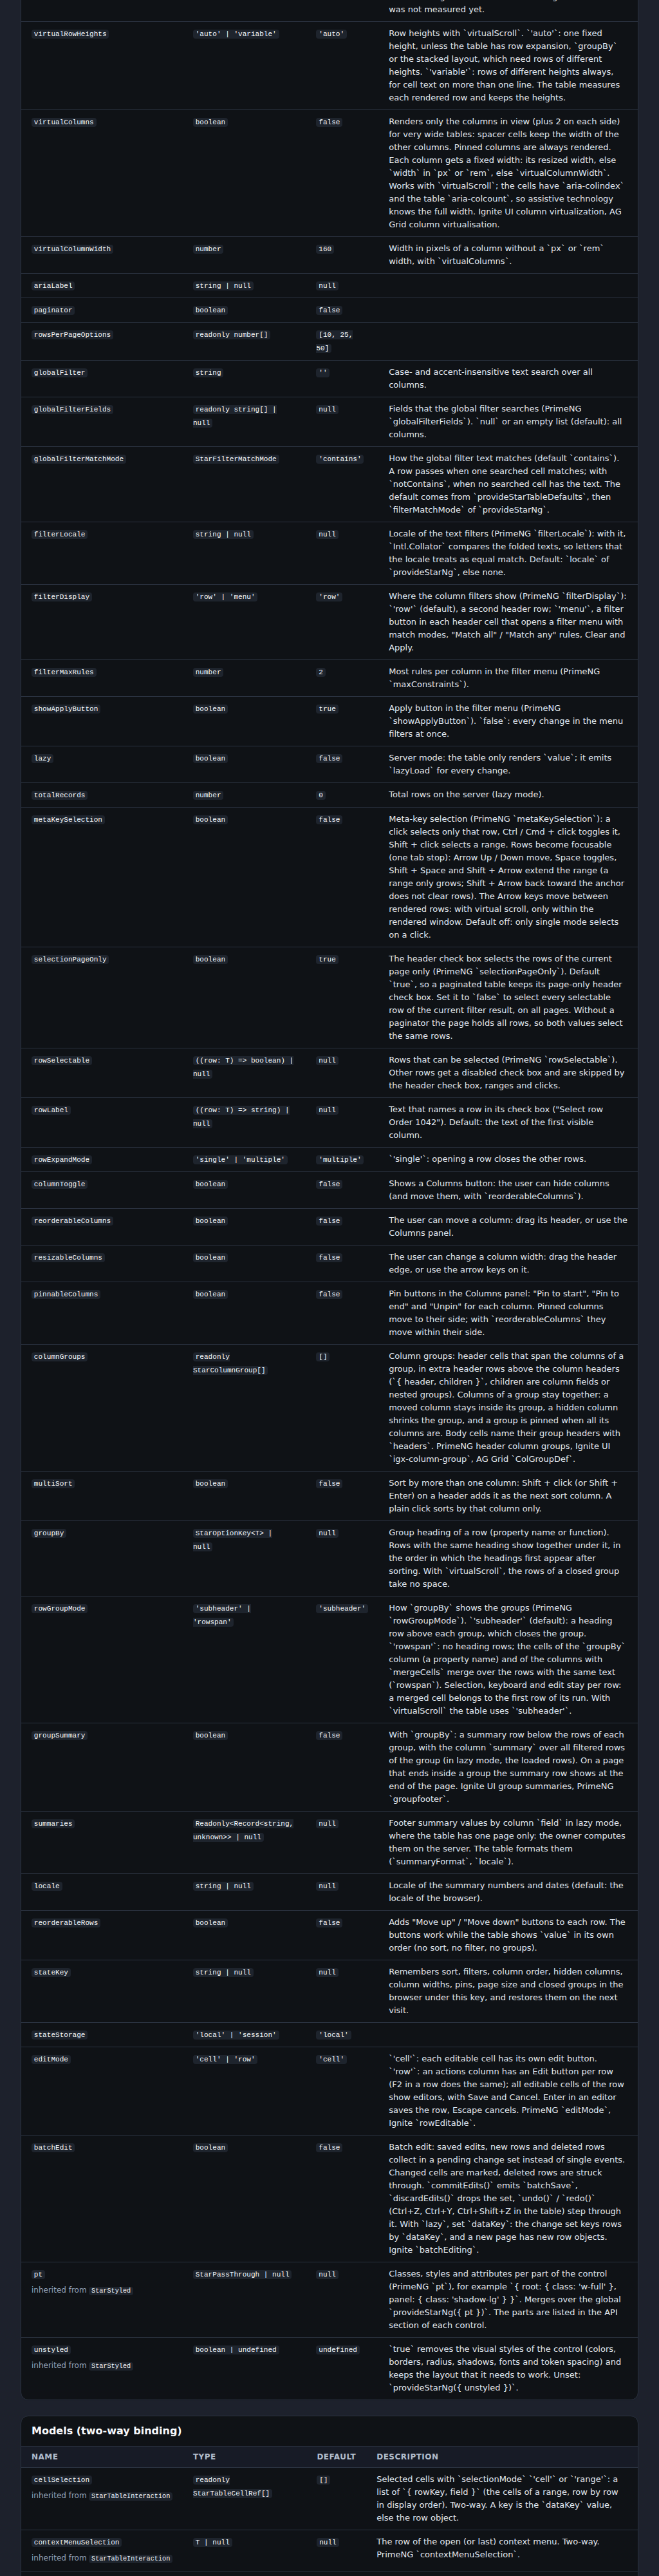 was not measured yet.
virtualRowHeights 'auto' | 'variable' 'auto' Row heights with `virtualScroll`. `'auto'`: one fixed
height, unless the table has row expansion, `groupBy`
or the stacked layout, which need rows of different
heights. `'variable'`: rows of different heights always,
for cell text on more than one line. The table measures
each rendered row and keeps the heights.
virtualColumns boolean false Renders only the columns in view (plus 2 on each side)
for very wide tables: spacer cells keep the width of the
other columns. Pinned columns are always rendered.
Each column gets a fixed width: its resized width, else
`width` in `px` or `rem`, else `virtualColumnWidth`.
Works with `virtualScroll`; the cells have `aria-colindex`
and the table `aria-colcount`, so assistive technology
knows the full width. Ignite UI column virtualization, AG
Grid column virtualisation.
virtualColumnWidth number 160 Width in pixels of a column without a `px` or `rem`
width, with `virtualColumns`.
ariaLabel string | null null
paginator boolean false
rowsPerPageOptions readonly number[] [10, 25,
50]
globalFilter string '' Case- and accent-insensitive text search over all
columns.
globalFilterFields readonly string[] | null null Fields that the global filter searches (PrimeNG
`globalFilterFields`). `null` or an empty list (default): all
columns.
globalFilterMatchMode StarFilterMatchMode 'contains' How the global filter text matches (default `contains`).
A row passes when one searched cell matches; with
`notContains`, when no searched cell has the text. The
default comes from `provideStarTableDefaults`, then
`filterMatchMode` of `provideStarNg`.
filterLocale string | null null Locale of the text filters (PrimeNG `filterLocale`): with it,
`Intl.Collator` compares the folded texts, so letters that
the locale treats as equal match. Default: `locale` of
`provideStarNg`, else none.
filterDisplay 'row' | 'menu' 'row' Where the column filters show (PrimeNG `filterDisplay`):
`'row'` (default), a second header row; `'menu'`, a filter
button in each header cell that opens a filter menu with
match modes, "Match all" / "Match any" rules, Clear and
Apply.
filterMaxRules number 2 Most rules per column in the filter menu (PrimeNG
`maxConstraints`).
showApplyButton boolean true Apply button in the filter menu (PrimeNG
`showApplyButton`). `false`: every change in the menu
filters at once.
lazy boolean false Server mode: the table only renders `value`; it emits
`lazyLoad` for every change.
totalRecords number 0 Total rows on the server (lazy mode).
metaKeySelection boolean false Meta-key selection (PrimeNG `metaKeySelection`): a
click selects only that row, Ctrl / Cmd + click toggles it,
Shift + click selects a range. Rows become focusable
(one tab stop): Arrow Up / Down move, Space toggles,
Shift + Space and Shift + Arrow extend the range (a
range only grows; Shift + Arrow back toward the anchor
does not clear rows). The Arrow keys move between
rendered rows: with virtual scroll, only within the
rendered window. Default off: only single mode selects
on a click.
selectionPageOnly boolean true The header check box selects the rows of the current
page only (PrimeNG `selectionPageOnly`). Default
`true`, so a paginated table keeps its page-only header
check box. Set it to `false` to select every selectable
row of the current filter result, on all pages. Without a
paginator the page holds all rows, so both values select
the same rows.
rowSelectable ((row: T) => boolean) | null null Rows that can be selected (PrimeNG `rowSelectable`).
Other rows get a disabled check box and are skipped by
the header check box, ranges and clicks.
rowLabel ((row: T) => string) | null null Text that names a row in its check box ("Select row
Order 1042"). Default: the text of the first visible
column.
rowExpandMode 'single' | 'multiple' 'multiple' `'single'`: opening a row closes the other rows.
columnToggle boolean false Shows a Columns button: the user can hide columns
(and move them, with `reorderableColumns`).
reorderableColumns boolean false The user can move a column: drag its header, or use the
Columns panel.
resizableColumns boolean false The user can change a column width: drag the header
edge, or use the arrow keys on it.
pinnableColumns boolean false Pin buttons in the Columns panel: "Pin to start", "Pin to
end" and "Unpin" for each column. Pinned columns
move to their side; with `reorderableColumns` they
move within their side.
columnGroups readonly StarColumnGroup[] [] Column groups: header cells that span the columns of a
group, in extra header rows above the column headers
(`{ header, children }`, children are column fields or
nested groups). Columns of a group stay together: a
moved column stays inside its group, a hidden column
shrinks the group, and a group is pinned when all its
columns are. Body cells name their group headers with
`headers`. PrimeNG header column groups, Ignite UI
`igx-column-group`, AG Grid `ColGroupDef`.
multiSort boolean false Sort by more than one column: Shift + click (or Shift +
Enter) on a header adds it as the next sort column. A
plain click sorts by that column only.
groupBy StarOptionKey<T> | null null Group heading of a row (property name or function).
Rows with the same heading show together under it, in
the order in which the headings first appear after
sorting. With `virtualScroll`, the rows of a closed group
take no space.
rowGroupMode 'subheader' | 'rowspan' 'subheader' How `groupBy` shows the groups (PrimeNG
`rowGroupMode`). `'subheader'` (default): a heading
row above each group, which closes the group.
`'rowspan'`: no heading rows; the cells of the `groupBy`
column (a property name) and of the columns with
`mergeCells` merge over the rows with the same text
(`rowspan`). Selection, keyboard and edit stay per row:
a merged cell belongs to the first row of its run. With
`virtualScroll` the table uses `'subheader'`.
groupSummary boolean false With `groupBy`: a summary row below the rows of each
group, with the column `summary` over all filtered rows
of the group (in lazy mode, the loaded rows). On a page
that ends inside a group the summary row shows at the
end of the page. Ignite UI group summaries, PrimeNG
`groupfooter`.
summaries Readonly<Record<string, unknown>> | null null Footer summary values by column `field` in lazy mode,
where the table has one page only: the owner computes
them on the server. The table formats them
(`summaryFormat`, `locale`).
locale string | null null Locale of the summary numbers and dates (default: the
locale of the browser).
reorderableRows boolean false Adds "Move up" / "Move down" buttons to each row. The
buttons work while the table shows `value` in its own
order (no sort, no filter, no groups).
stateKey string | null null Remembers sort, filters, column order, hidden columns,
column widths, pins, page size and closed groups in the
browser under this key, and restores them on the next
visit.
stateStorage 'local' | 'session' 'local'
editMode 'cell' | 'row' 'cell' `'cell'`: each editable cell has its own edit button.
`'row'`: an actions column has an Edit button per row
(F2 in a row does the same); all editable cells of the row
show editors, with Save and Cancel. Enter in an editor
saves the row, Escape cancels. PrimeNG `editMode`,
Ignite `rowEditable`.
batchEdit boolean false Batch edit: saved edits, new rows and deleted rows
collect in a pending change set instead of single events.
Changed cells are marked, deleted rows are struck
through. `commitEdits()` emits `batchSave`,
`discardEdits()` drops the set, `undo()` / `redo()`
(Ctrl+Z, Ctrl+Y, Ctrl+Shift+Z in the table) step through
it. With `lazy`, set `dataKey`: the change set keys rows
by `dataKey`, and a new page has new row objects.
Ignite `batchEditing`.
pt StarPassThrough | null null Classes, styles and attributes per part of the control
inherited from StarStyled (PrimeNG `pt`), for example `{ root: { class: 'w-full' },
panel: { class: 'shadow-lg' } }`. Merges over the global
`provideStarNg({ pt })`. The parts are listed in the API
section of each control.
unstyled boolean | undefined undefined `true` removes the visual styles of the control (colors,
inherited from StarStyled borders, radius, shadows, fonts and token spacing) and
keeps the layout that it needs to work. Unset:
`provideStarNg({ unstyled })`.
Models (two-way binding)
NAME TYPE DEFAULT DESCRIPTION
cellSelection readonly StarTableCellRef[] [] Selected cells with `selectionMode` `'cell'` or `'range'`: a
inherited from StarTableInteraction list of `{ rowKey, field }` (the cells of a range, row by row
in display order). Two-way. A key is the `dataKey` value,
else the row object.
contextMenuSelection T | null null The row of the open (or last) context menu. Two-way.
inherited from StarTableInteraction PrimeNG `contextMenuSelection`.